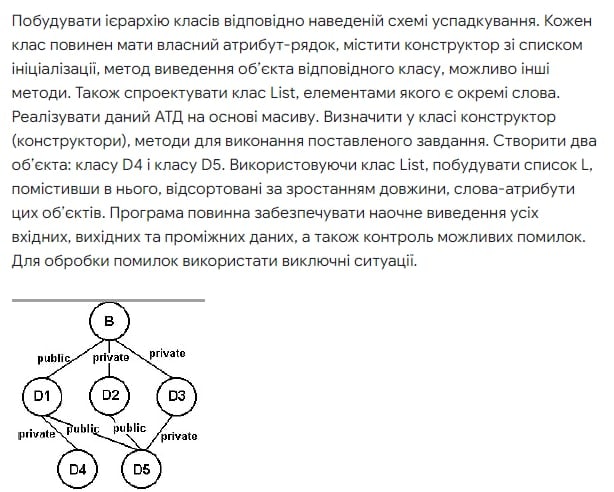 Побудувати ієрархію класів відповідно наведеній схемі успадкування. Кожен
клас повинен мати власний атрибут-рядок, містити конструктор зі списком
ініціалізації, метод виведення об'єкта відповідного класу, можливо інші
методи. Також спроектувати клас List, елементами якого є окремі слова.
Реалізувати даний АТД на основі масиву. Визначити у класі конструктор
(конструктори), методи для виконання поставленого завдання. Створити два
об'єкта: класу D4 і класу D5. Використовуючи клас List, побудувати список L,
помістивши в нього, відсортовані за зростанням довжини, слова-атрибути
цих об'єктів. Програма повинна забезпечувати наочне виведення усіх
вхідних, вихідних та проміжних даних, а також контроль можливих помилок.
Для обробки помилок використати виключні ситуації.
B
public private private
D1 D2 D3
private public public private
D4 D5